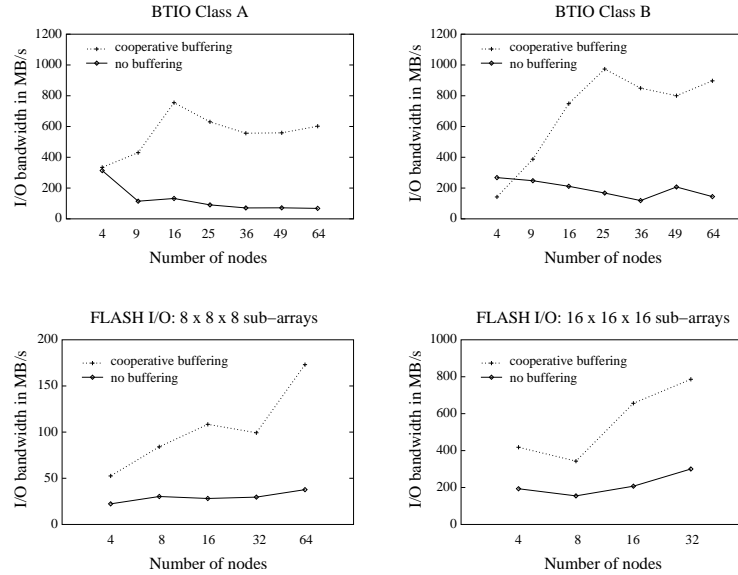 BTIO Class A
1200
1000
800
600
400
200
0
I/O bandwidth in MB/s
cooperative buffering
no buffering
4 9 16 25 36 49 64
Number of nodes
BTIO Class B
1200
1000
800
600
400
200
0
I/O bandwidth in MB/s
cooperative buffering
no buffering
4 9 16 25 36 49 64
Number of nodes
FLASH I/O: 8 x 8 x 8 sub−arrays
200
150
100
50
0
I/O bandwidth in MB/s
cooperative buffering
no buffering
4 8 16 32 64
Number of nodes
FLASH I/O: 16 x 16 x 16 sub−arrays
1000
800
600
400
200
0
I/O bandwidth in MB/s
cooperative buffering
no buffering
4 8 16 32
Number of nodes